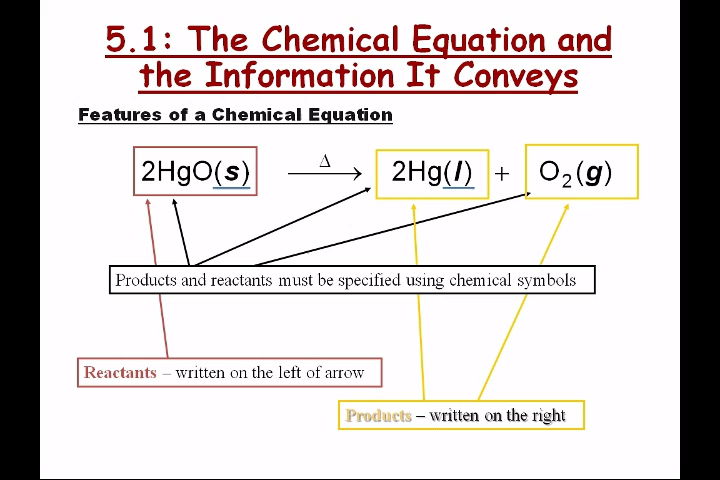 5.1: The Chemical Equation and
the Information It Conveys
Features of a Chemical Equation
2HgO(s) Δ⟶ 2Hg(l) + O₂(g)
Products and reactants must be specified using chemical symbols
Reactants – written on the left of arrow
Products – written on the right